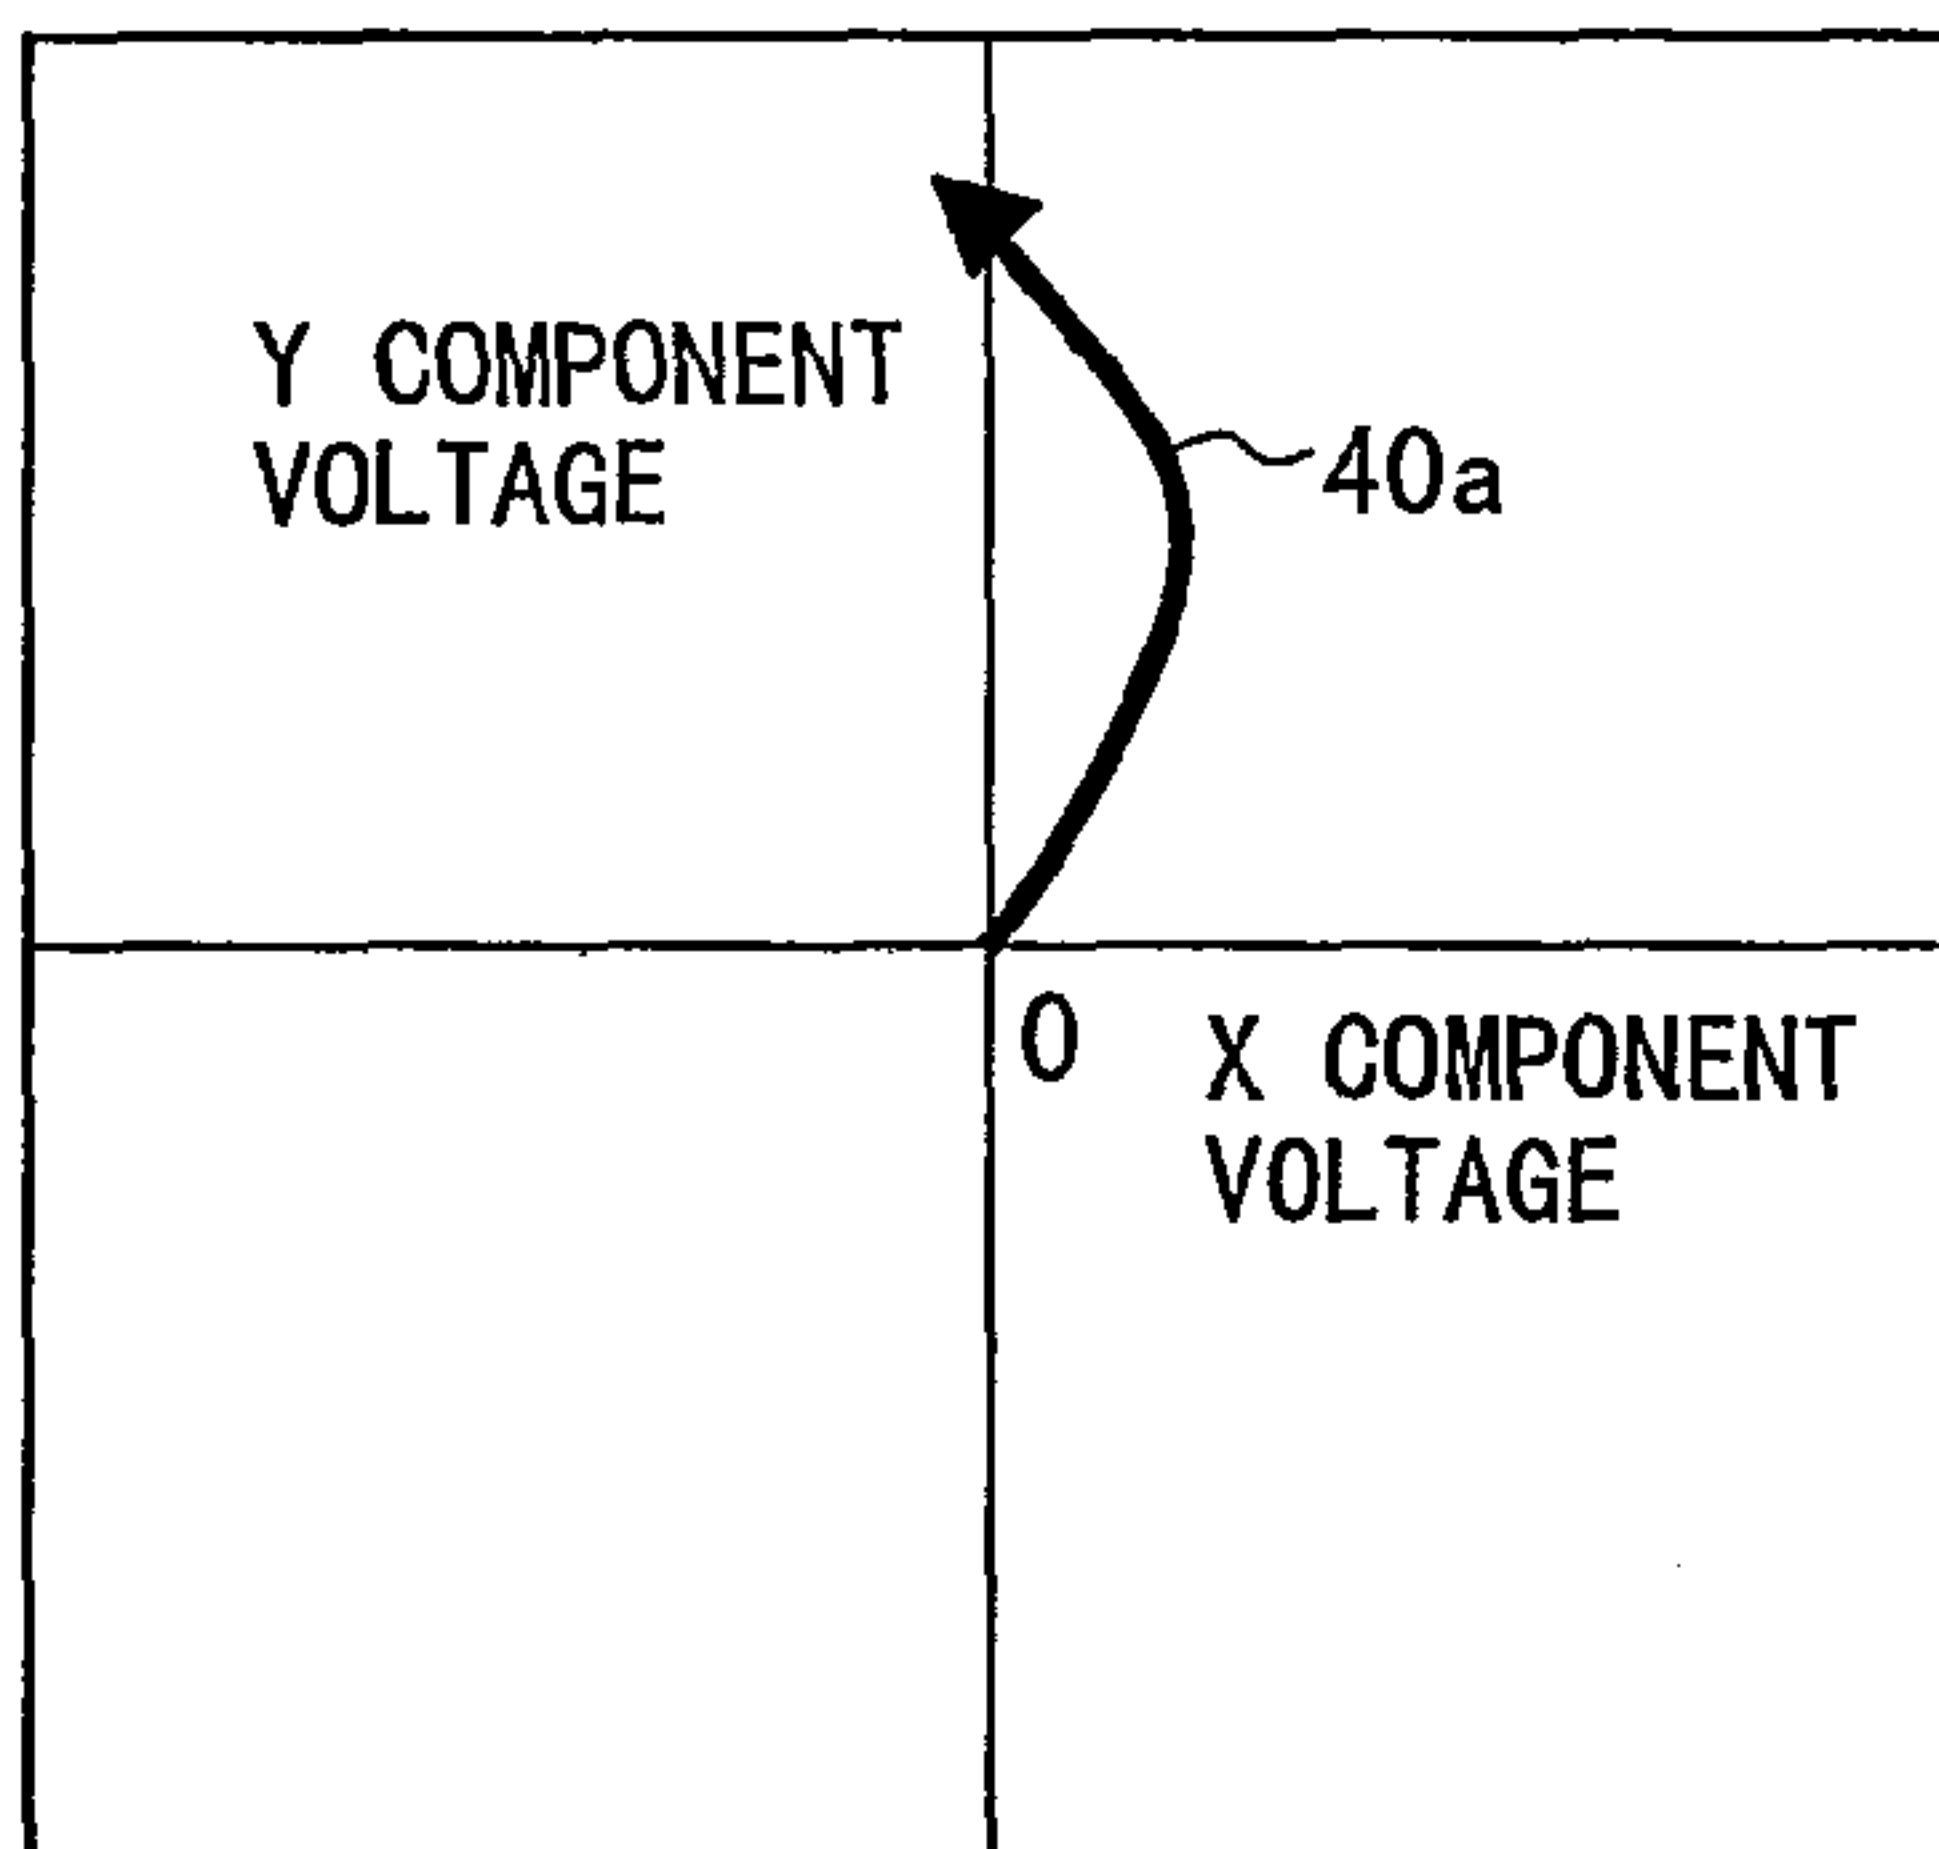 Y COMPONENT
VOLTAGE
40a
0
X COMPONENT
VOLTAGE